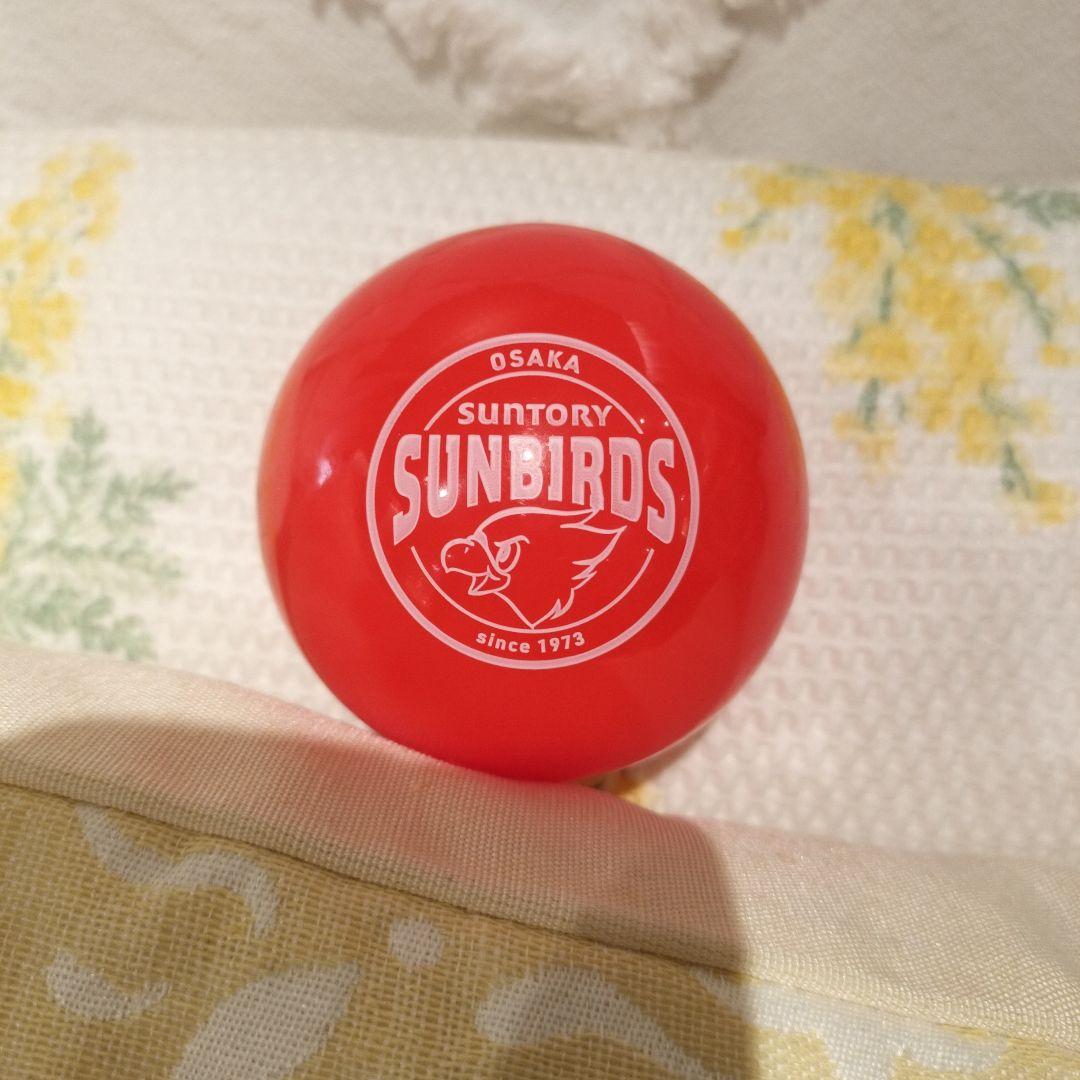 OSAKA
SUNTORY
SUNBIRDS
since 1973